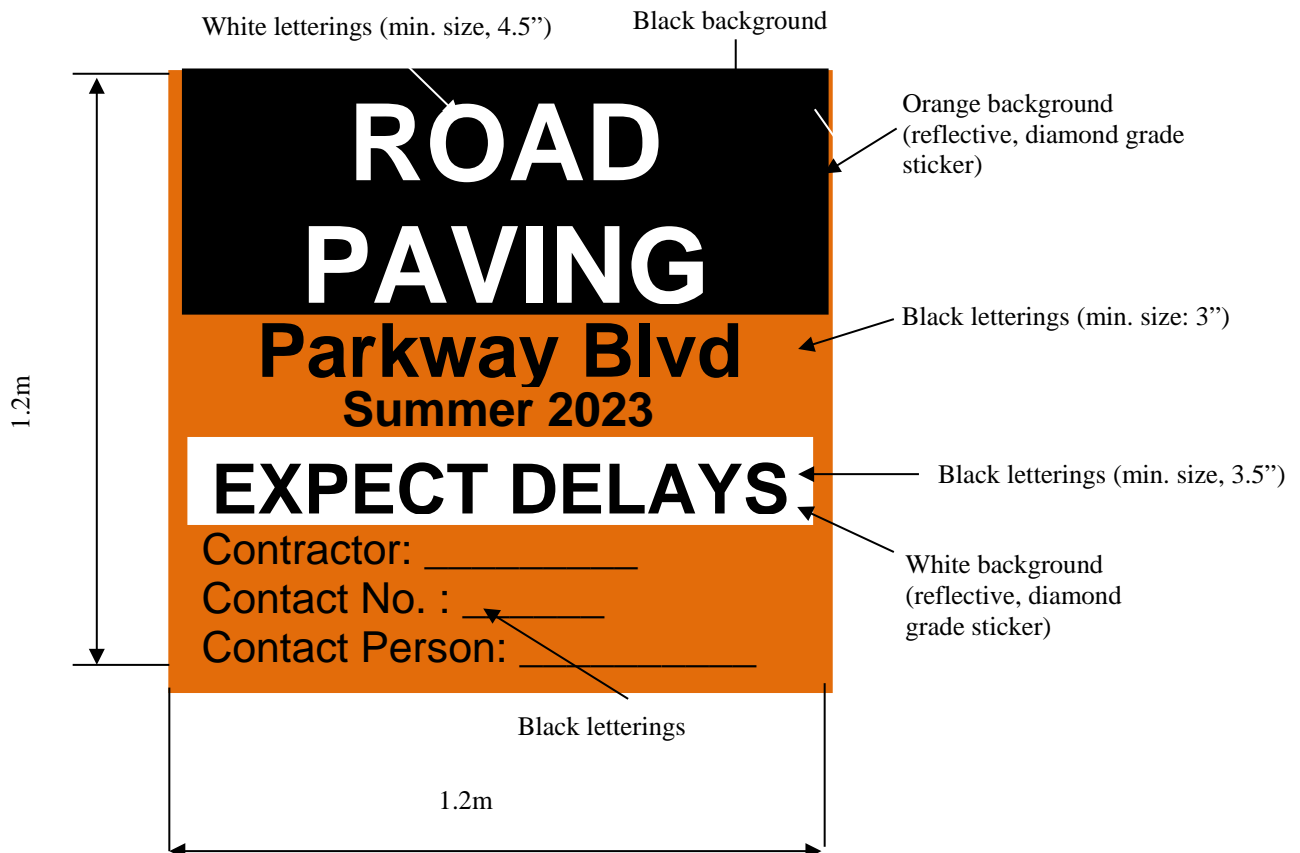 White letterings (min. size, 4.5”)
Black background
Orange background
(reflective, diamond grade
sticker)
ROAD
PAVING
Black letterings (min. size: 3”)
Parkway Blvd
Summer 2023
1.2m
EXPECT DELAYS
Black letterings (min. size, 3.5”)
White background
(reflective, diamond
grade sticker)
Contractor: _________
Contact No. : ______
Contact Person: __________
Black letterings
1.2m